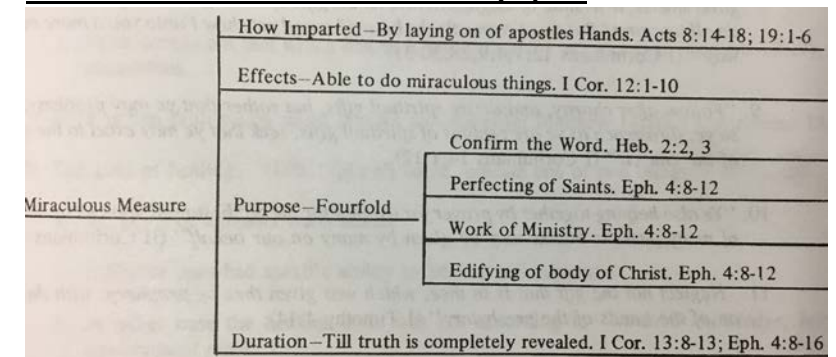 How Imparted—By laying on of apostles Hands. Acts 8:14-18; 19:1-6
Effects—Able to do miraculous things. I Cor. 12:1-10
Confirm the Word. Heb. 2:2, 3
Perfecting of Saints. Eph. 4:8-12
Miraculous Measure
Purpose—Fourfold
Work of Ministry. Eph. 4:8-12
Edifying of body of Christ. Eph. 4:8-12
Duration—Till truth is completely revealed. I Cor. 13:8-13; Eph. 4:8-16